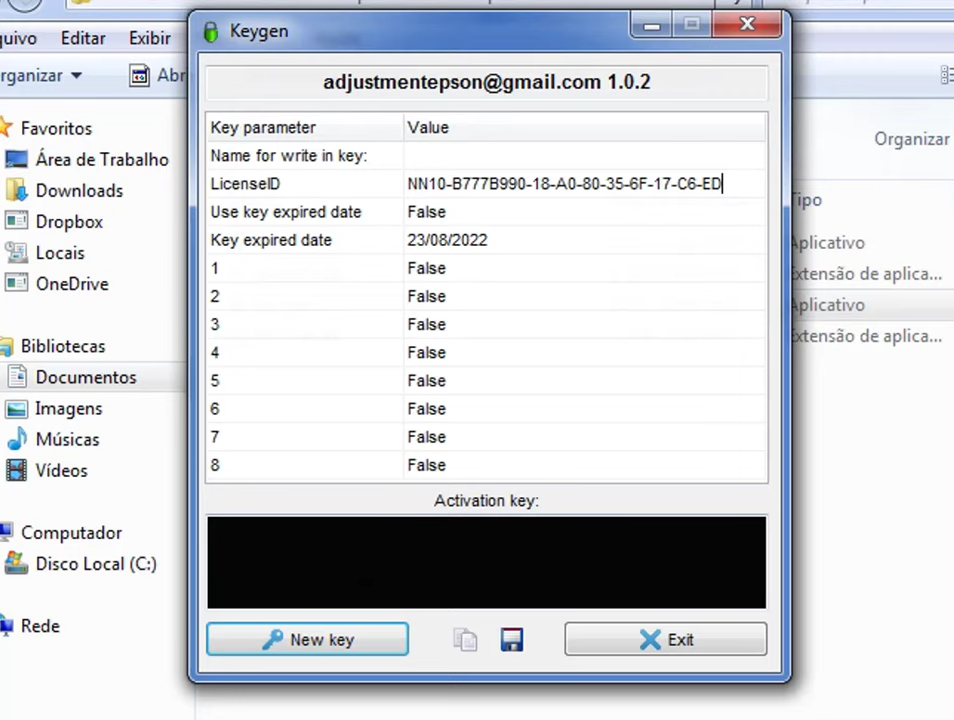 Keygen
quivo Editar Exibir
rganizar Abr
adjustmentepson@gmail.com 1.0.2
Key parameter Value
Name for write in key:
LicenseID NN10-B777B990-18-A0-80-35-6F-17-C6-ED
Use key expired date False
Key expired date 23/08/2022
1 False
2 False
3 False
4 False
5 False
6 False
7 False
8 False
Activation key:
New key Exit
Favoritos
Área de Trabalho
Downloads
Dropbox
Locais
OneDrive
Bibliotecas
Documentos
Imagens
Músicas
Vídeos
Computador
Disco Local (C:)
Rede
Organizar
Tipo
Aplicativo
Extensão de aplica...
Aplicativo
Extensão de aplica...